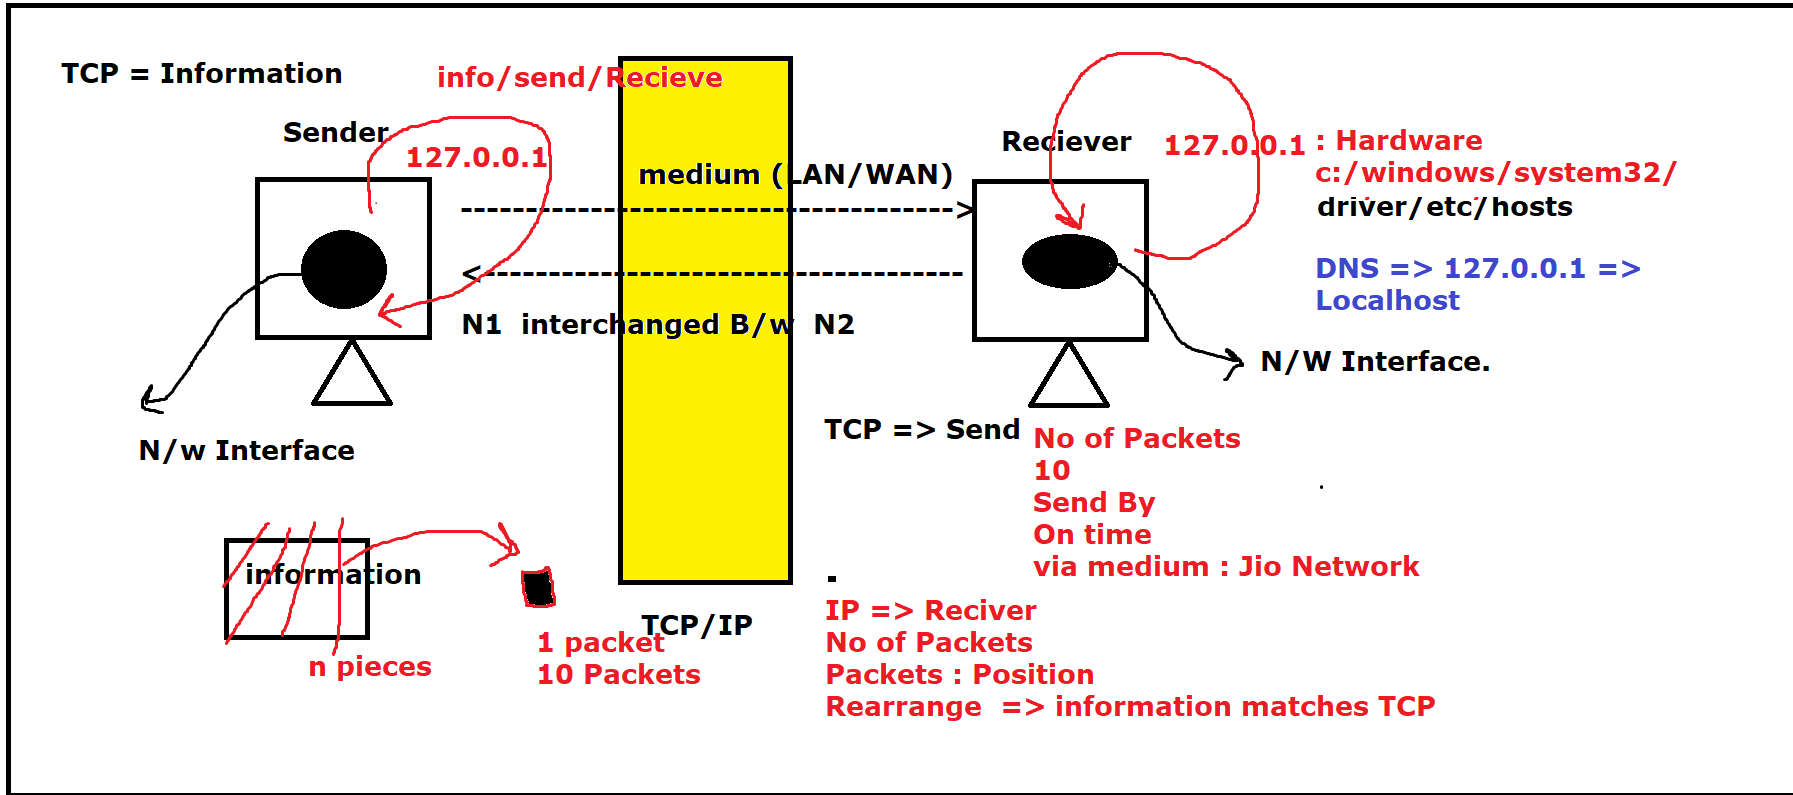 TCP = Information
info/send/Recieve
Sender
127.0.0.1
medium (LAN/WAN)
---------------------------------------->
<----------------------------------------
N1  interchanged B/w  N2
Reciever
127.0.0.1
: Hardware
c:/windows/system32/
driver/etc/hosts
DNS => 127.0.0.1 =>
Localhost
N/W Interface.
N/w Interface
TCP => Send
No of Packets
10
Send By
On time
via medium : Jio Network
information
n pieces
1 packet
10 Packets
TCP/IP
.
IP => Reciver
No of Packets
Packets : Position
Rearrange  => information matches TCP